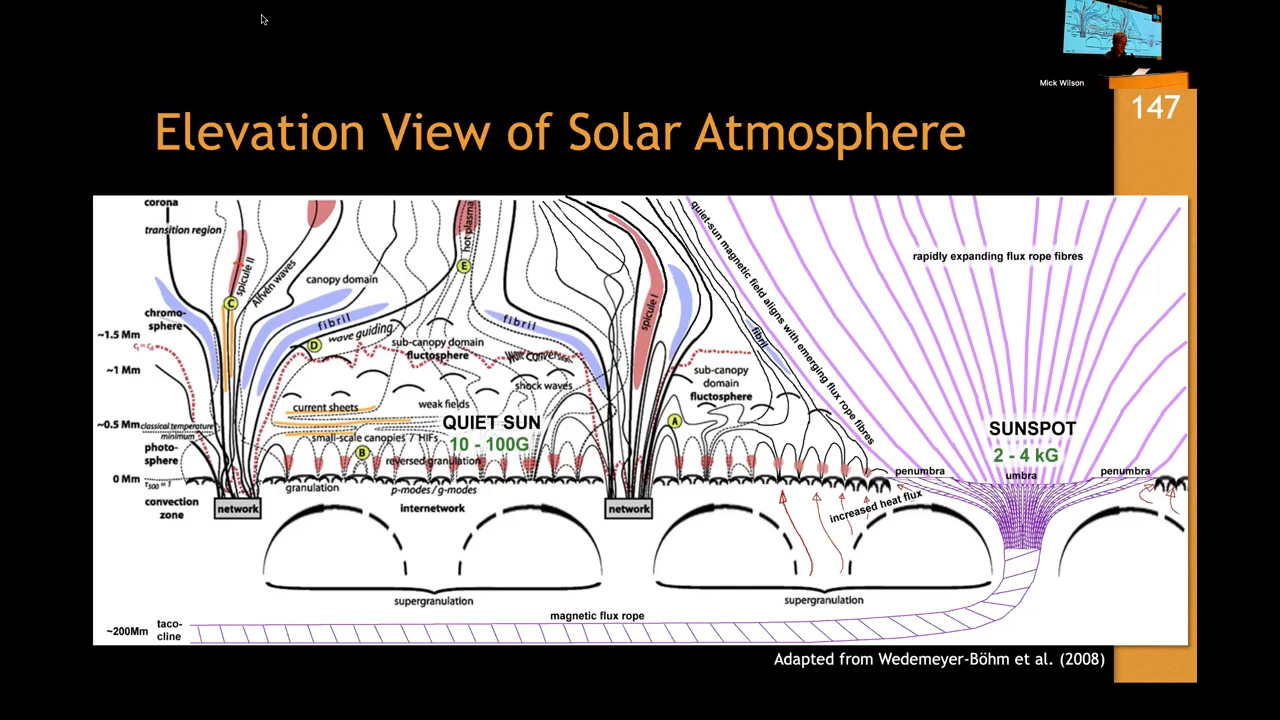 Mick Wilson
147
Elevation View of Solar Atmosphere
corona
transition region
chromo-
sphere
~1.5 Mm
~1 Mm
~0.5 Mm
classical temperature
minimum
photo-
sphere
0 Mm
τ500 = 1
convection
zone
~200Mm
taco-
cline
C
spicule II
Alfvén waves
canopy domain
fibril
D
wave guiding
hot plasma
E
sub-canopy domain
fluctosphere
fibril
shock waves
current sheets
weak fields
QUIET SUN
10 - 100G
small-scale canopies / HIFs
B
reversed granulation
granulation
p-modes / g-modes
network
internetwork
network
supergranulation
spicule I
A
sub-canopy
domain
fluctosphere
fibril
quiet-sun magnetic field aligns with emerging flux rope fibres
rapidly expanding flux rope fibres
SUNSPOT
2 - 4 kG
penumbra
umbra
penumbra
increased heat flux
supergranulation
magnetic flux rope
Adapted from Wedemeyer-Böhm et al. (2008)